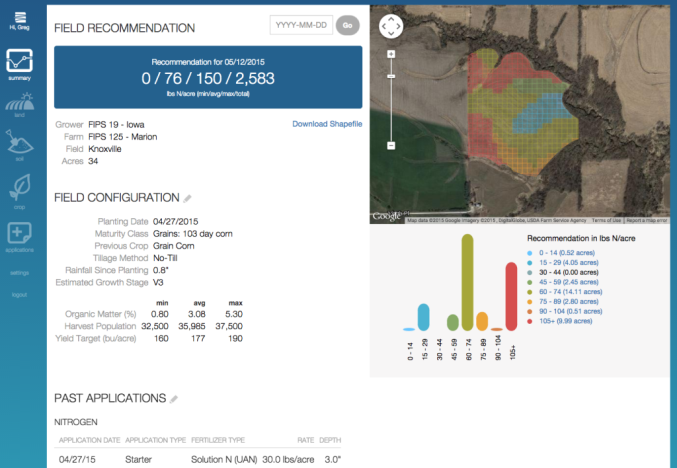 Hi, Greg
summary
land
soil
crop
applications
settings
logout
FIELD RECOMMENDATION
YYYY-MM-DD
Go
Recommendation for 05/12/2015
0 / 76 / 150 / 2,583
lbs N/acre (min/avg/max/total)
Grower FIPS 19 - Iowa
Download Shapefile
Farm FIPS 125 - Marion
Field Knoxville
Acres 34
FIELD CONFIGURATION
Planting Date 04/27/2015
Maturity Class Grains: 103 day corn
Previous Crop Grain Corn
Tillage Method No-Till
Rainfall Since Planting 0.8"
Estimated Growth Stage V3
min avg max
Organic Matter (%) 0.80 3.08 5.30
Harvest Population 32,500 35,985 37,500
Yield Target (bu/acre) 160 177 190
PAST APPLICATIONS
NITROGEN
APPLICATION DATE APPLICATION TYPE FERTILIZER TYPE RATE DEPTH
04/27/15 Starter Solution N (UAN) 30.0 lbs/acre 3.0"
Google
Map data ©2015 Google Imagery ©2015 , DigitalGlobe, USDA Farm Service Agency Terms of Use Report a map error
Recommendation in lbs N/acre
0 - 14 (0.52 acres)
15 - 29 (4.05 acres)
30 - 44 (0.00 acres)
45 - 59 (2.45 acres)
60 - 74 (14.11 acres)
75 - 89 (2.80 acres)
90 - 104 (0.51 acres)
105+ (9.99 acres)
0 - 14
15 - 29
30 - 44
45 - 59
60 - 74
75 - 89
90 - 104
105+